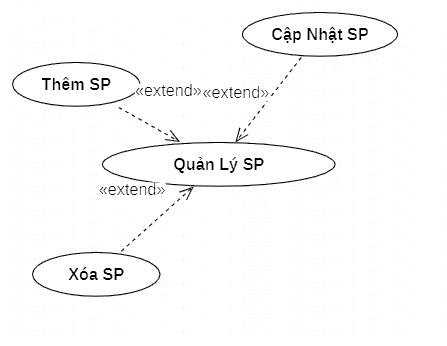 Cập Nhật SP
Thêm SP
«extend»
«extend»
Quản Lý SP
«extend»
Xóa SP